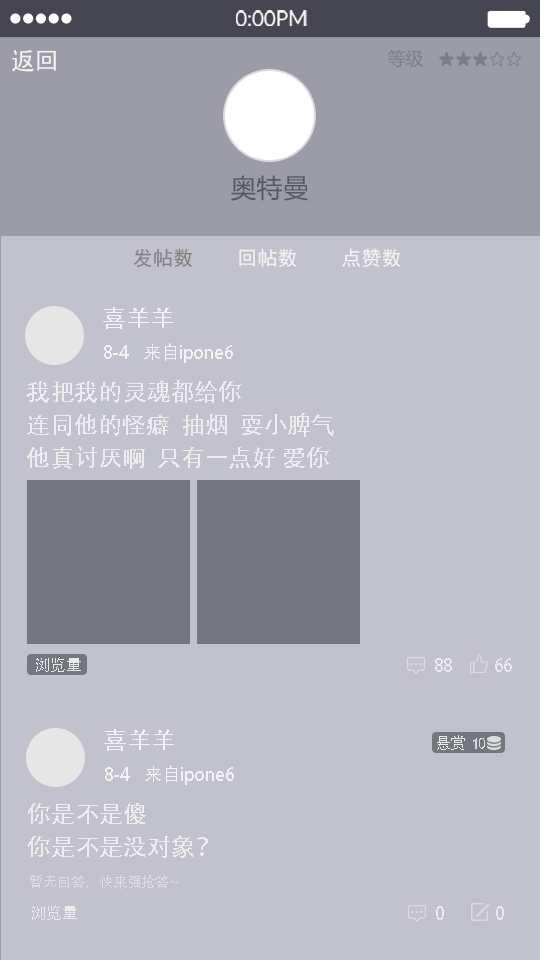 0:00PM
返回
等级
奥特曼
发帖数 回帖数 点赞数
喜羊羊
8-4 来自ipone6
我把我的灵魂都给你
连同他的怪癖 抽烟 耍小脾气
他真讨厌啊 只有一点好 爱你
浏览量 88 66
喜羊羊
悬赏 10
8-4 来自ipone6
你是不是傻
你是不是没对象？
暂无回答，快来强抢答~
浏览量 0 0